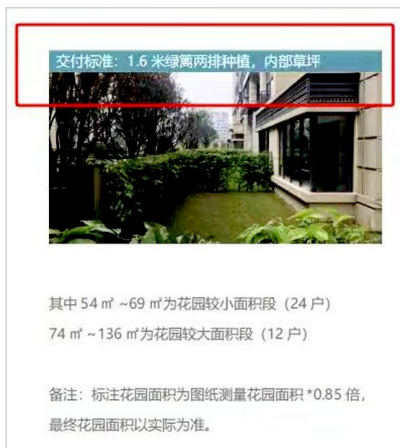 交付标准：1.6 米绿篱两排种植，内部草坪
其中 54 ㎡ ~69 ㎡为花园较小面积段（24 户）
74 ㎡ ~136 ㎡为花园较大面积段（12 户）
备注：标注花园面积为图纸测量花园面积 *0.85 倍，
最终花园面积以实际为准。